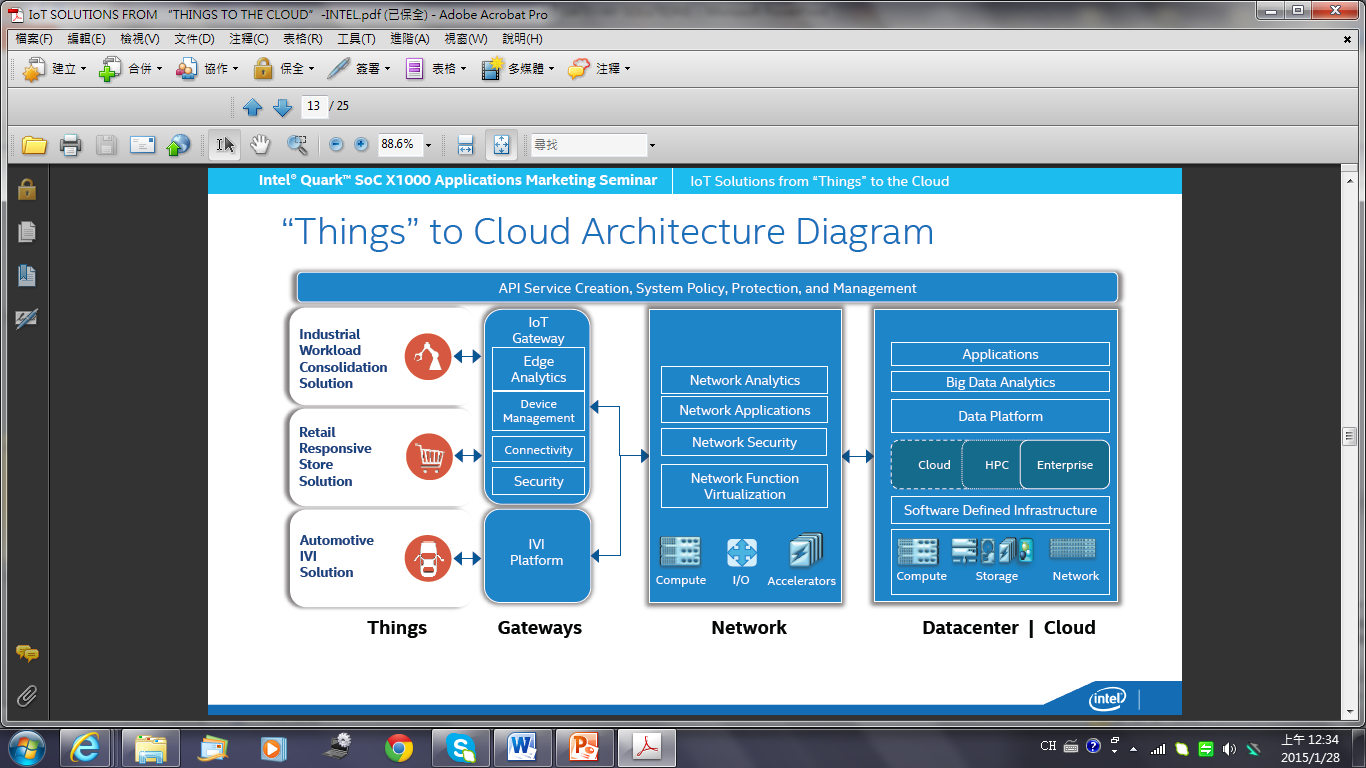 IoT SOLUTIONS FROM “THINGS TO THE CLOUD” -INTEL.pdf (已保全) - Adobe Acrobat Pro
檔案(F) 編輯(E) 檢視(V) 文件(D) 注釋(C) 表格(R) 工具(T) 進階(A) 視窗(W) 說明(H)
建立 合併 協作 保全 簽署 表格 多媒體 注釋
13 / 25
88.6% 尋找
Intel® Quark™ SoC X1000 Applications Marketing Seminar
IoT Solutions from “Things” to the Cloud
“Things” to Cloud Architecture Diagram
API Service Creation, System Policy, Protection, and Management
Industrial
Workload
Consolidation
Solution
Retail
Responsive
Store
Solution
Automotive
IVI
Solution
Things
IoT
Gateway
Edge
Analytics
Device
Management
Connectivity
Security
IVI
Platform
Gateways
Network Analytics
Network Applications
Network Security
Network Function
Virtualization
Compute I/O Accelerators
Network
Applications
Big Data Analytics
Data Platform
Cloud HPC Enterprise
Software Defined Infrastructure
Compute Storage Network
Datacenter | Cloud
intel
CH
上午 12:34
2015/1/28